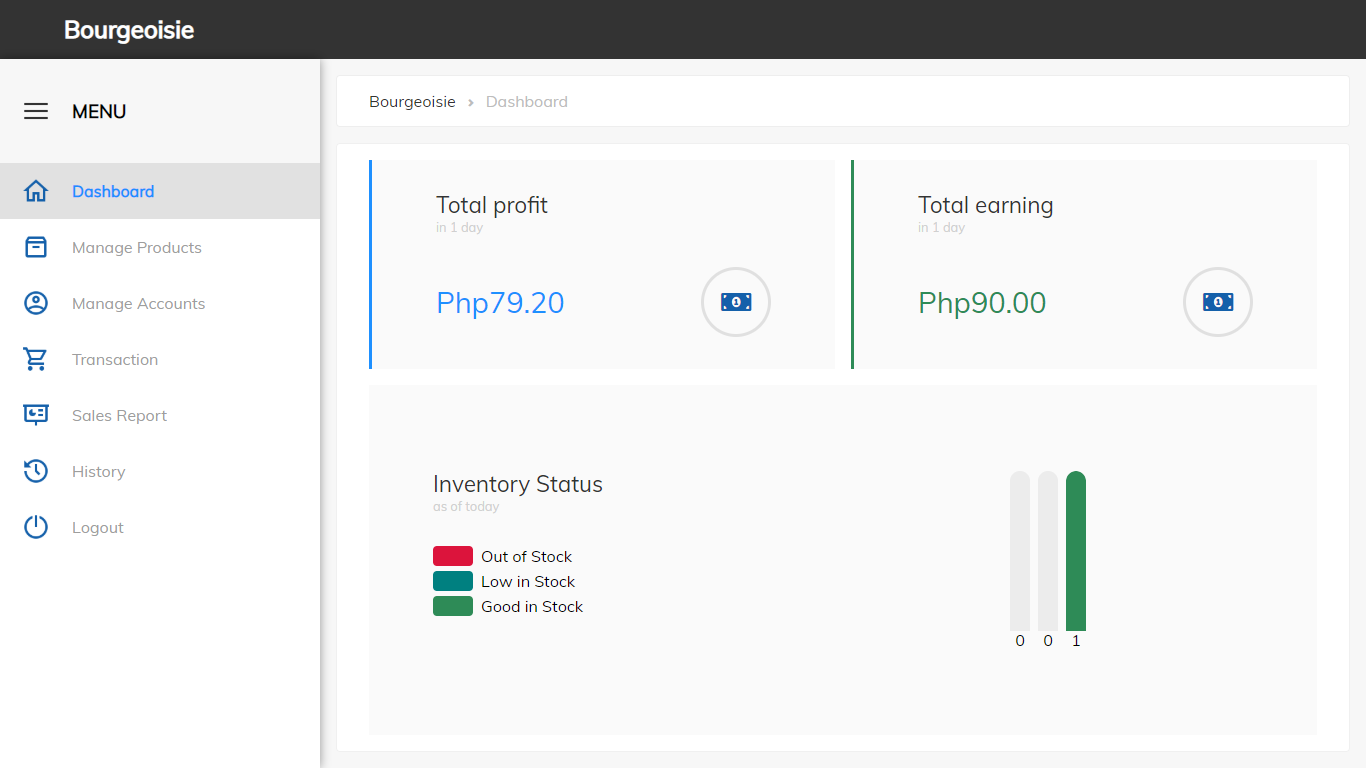 Bourgeoisie
MENU
Dashboard
Manage Products
Manage Accounts
Transaction
Sales Report
History
Logout
Bourgeoisie › Dashboard
Total profit
in 1 day
Php79.20
1
Total earning
in 1 day
Php90.00
1
Inventory Status
as of today
Out of Stock
Low in Stock
Good in Stock
0 0 1